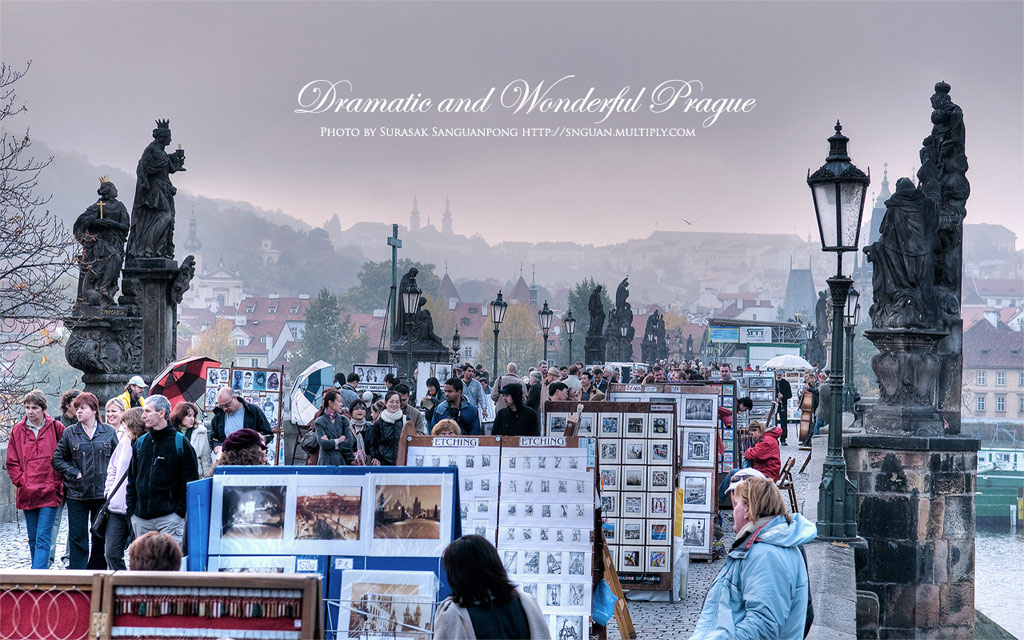 Dramatic and Wonderful Prague
Photo by Surasak Sanguanpong http://snguan.multiply.com
ETCHING
ETCHING